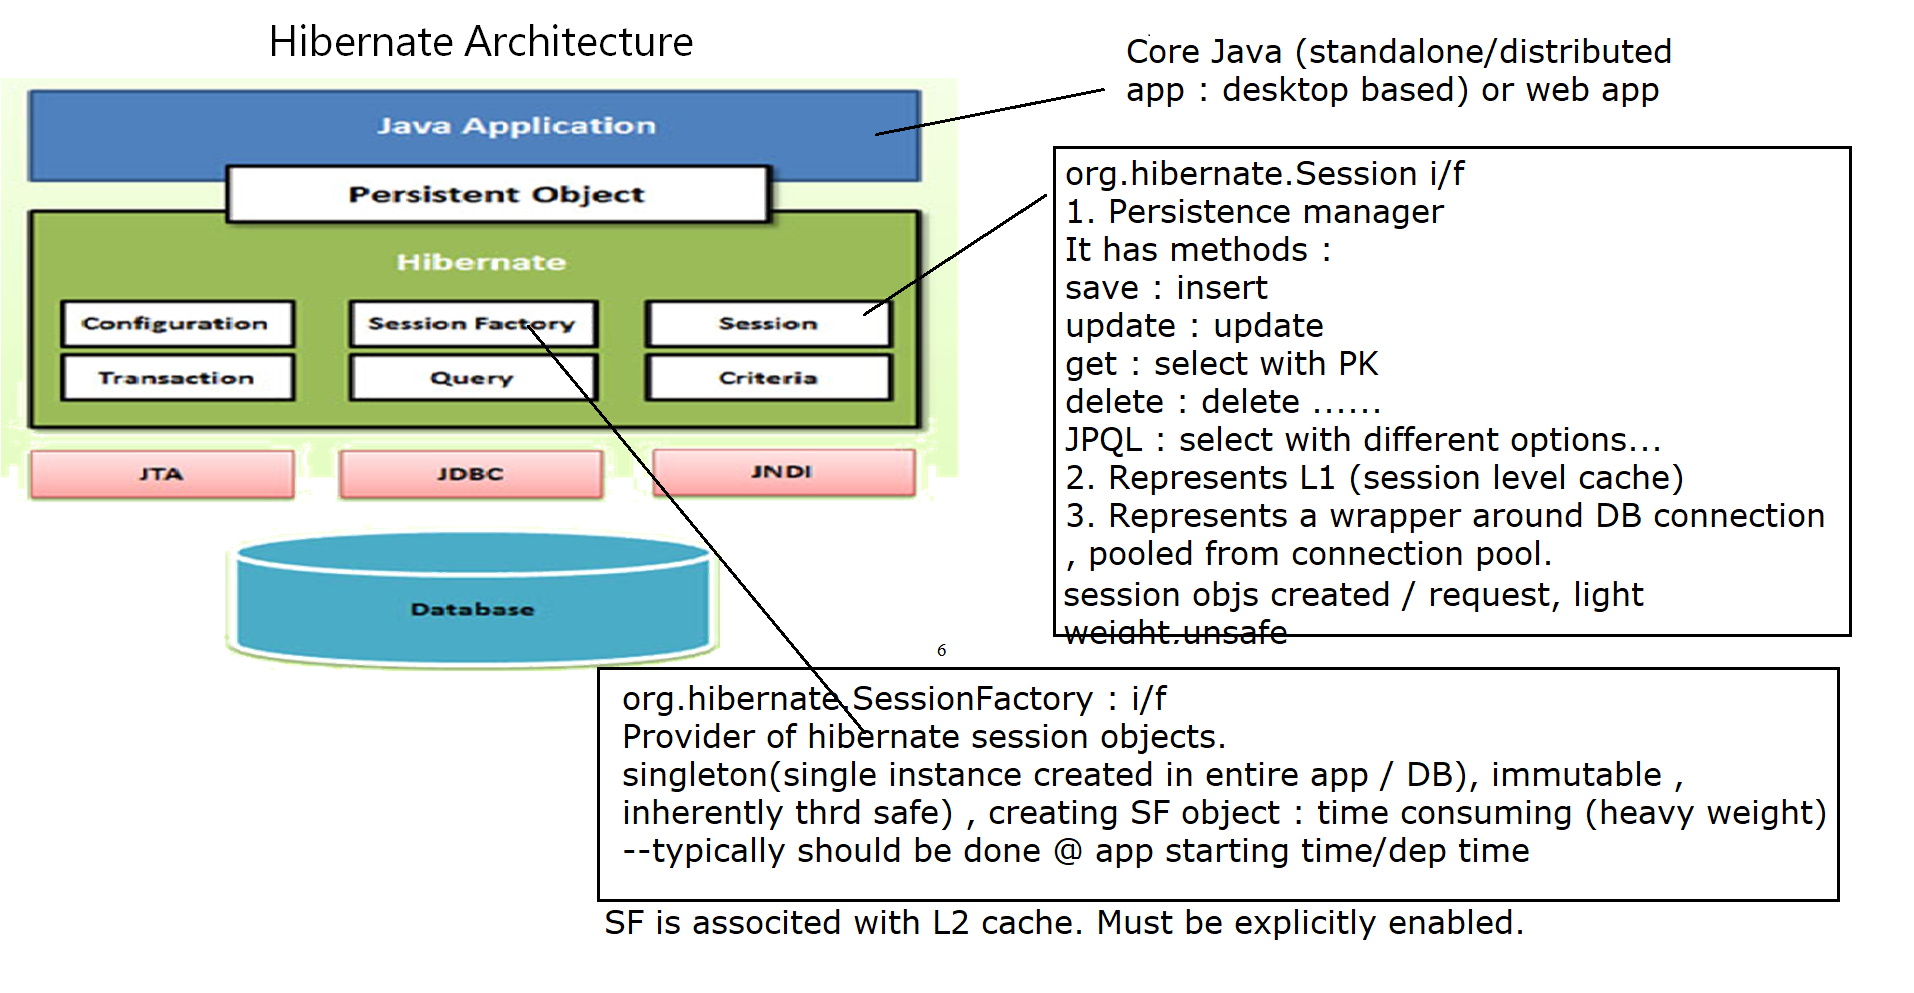 Hibernate Architecture
Java Application
Persistent Object
Hibernate
Configuration
Session Factory
Session
Transaction
Query
Criteria
JTA
JDBC
JNDI
Database
6
Core Java (standalone/distributed
app : desktop based) or web app
org.hibernate.Session i/f
1. Persistence manager
It has methods :
save : insert
update : update
get : select with PK
delete : delete ......
JPQL : select with different options...
2. Represents L1 (session level cache)
3. Represents a wrapper around DB connection
, pooled from connection pool.
session objs created / request, light
weight,unsafe
org.hibernate.SessionFactory : i/f
Provider of hibernate session objects.
singleton(single instance created in entire app / DB), immutable ,
inherently thrd safe) , creating SF object : time consuming (heavy weight)
--typically should be done @ app starting time/dep time
SF is associted with L2 cache. Must be explicitly enabled.